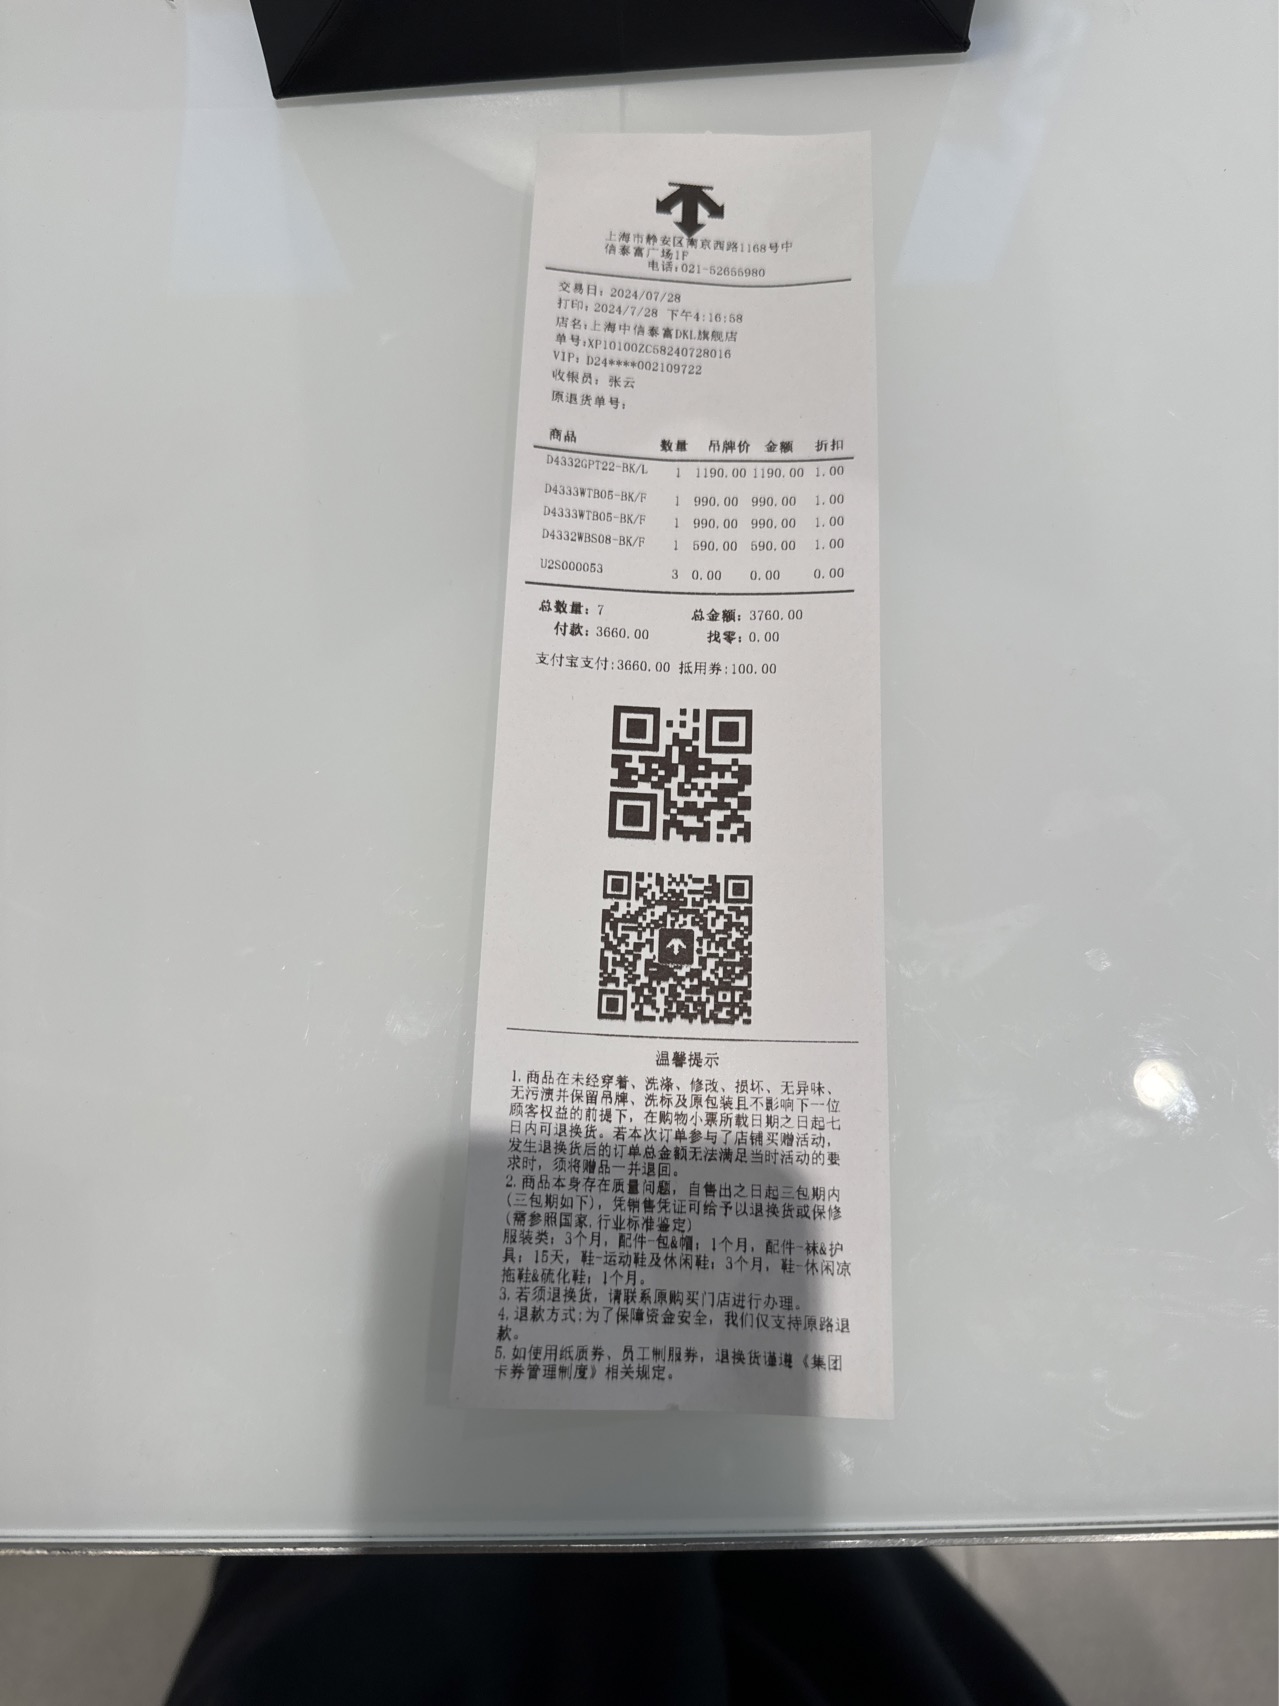 上海市静安区南京西路1168号中
信泰富广场1F
电话:021-52655980
交易日: 2024/07/28
打印: 2024/7/28 下午4:16:58
店名:上海中信泰富DKL旗舰店
单号:XP10100ZC58240728016
VIP: D24****002109722
收银员: 张云
原退货单号:
商品 数量 吊牌价 金额 折扣
D4332GPT22-BK/L 1 1190.00 1190.00 1.00
D4333WTB05-BK/F 1 990.00 990.00 1.00
D4333WTB05-BK/F 1 990.00 990.00 1.00
D4332WBS08-BK/F 1 590.00 590.00 1.00
U2S000053 3 0.00 0.00 0.00
总数量: 7 总金额: 3760.00
付款: 3660.00 找零: 0.00
支付宝支付:3660.00 抵用券:100.00
温馨提示
1.商品在未经穿着、洗涤、修改、损坏、无异味、
无污渍并保留吊牌、洗标及原包装且不影响下一位
顾客权益的前提下，在购物小票所载日期之日起七
日内可退换货。若本次订单参与了店铺买赠活动，
发生退换货后的订单总金额无法满足当时活动的要
求时，须将赠品一并退回。
2.商品本身存在质量问题，自售出之日起三包期内
(三包期如下)，凭销售凭证可给予以退换货或保修
(需参照国家,行业标准鉴定)
服装类: 3个月，配件-包&帽: 1个月，配件-袜&护
具: 15天，鞋-运动鞋及休闲鞋: 3个月，鞋-休闲凉
拖鞋&硫化鞋: 1个月。
3.若须退换货，请联系原购买门店进行办理。
4.退款方式:为了保障资金安全，我们仅支持原路退
款。
5.如使用纸质券、员工制服券，退换货谨遵《集团
卡券管理制度》相关规定。